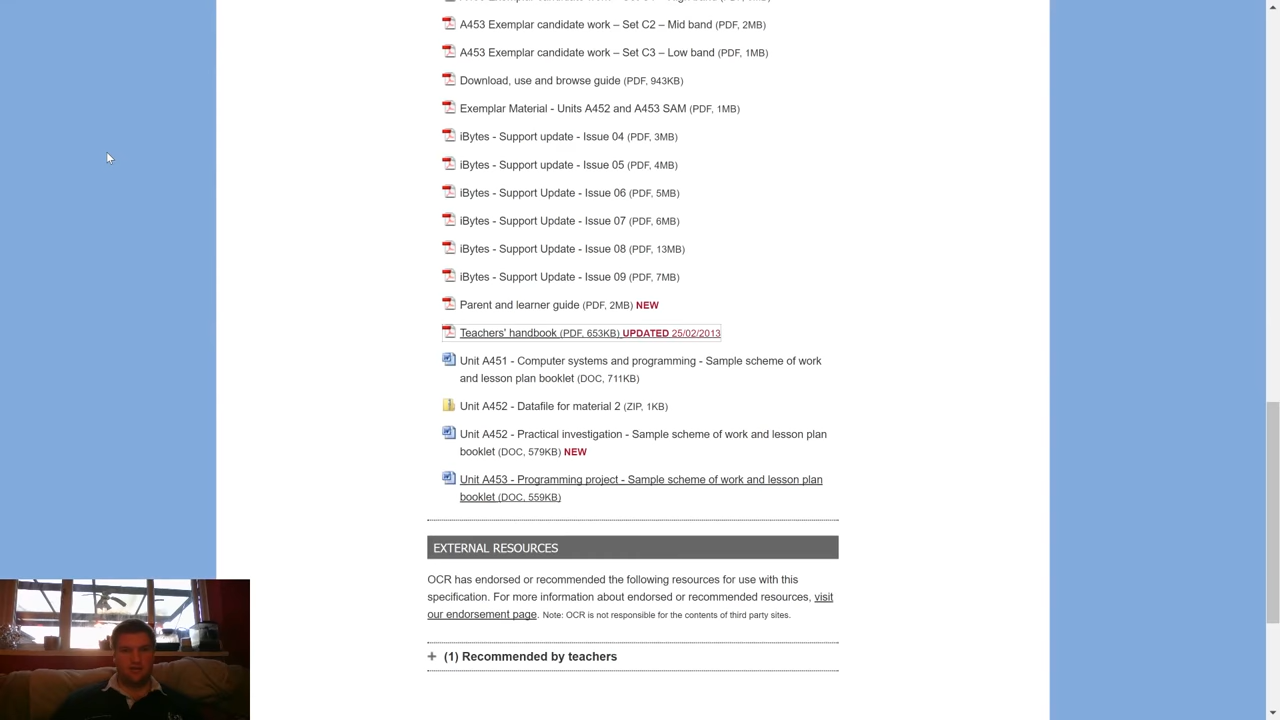 A453 Exemplar candidate work – Set C2 – Mid band (PDF, 2MB)
A453 Exemplar candidate work – Set C3 – Low band (PDF, 1MB)
Download, use and browse guide (PDF, 943KB)
Exemplar Material - Units A452 and A453 SAM (PDF, 1MB)
iBytes - Support update - Issue 04 (PDF, 3MB)
iBytes - Support update - Issue 05 (PDF, 4MB)
iBytes - Support Update - Issue 06 (PDF, 5MB)
iBytes - Support Update - Issue 07 (PDF, 6MB)
iBytes - Support Update - Issue 08 (PDF, 13MB)
iBytes - Support Update - Issue 09 (PDF, 7MB)
Parent and learner guide (PDF, 2MB) NEW
Teachers' handbook (PDF, 653KB) UPDATED 25/02/2013
Unit A451 - Computer systems and programming - Sample scheme of work
and lesson plan booklet (DOC, 711KB)
Unit A452 - Datafile for material 2 (ZIP, 1KB)
Unit A452 - Practical investigation - Sample scheme of work and lesson plan
booklet (DOC, 579KB) NEW
Unit A453 - Programming project - Sample scheme of work and lesson plan
booklet (DOC, 559KB)
EXTERNAL RESOURCES
OCR has endorsed or recommended the following resources for use with this
specification. For more information about endorsed or recommended resources, visit
our endorsement page. Note: OCR is not responsible for the contents of third party sites.
+ (1) Recommended by teachers